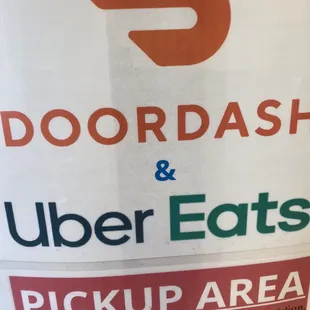 DOORDASH
&
Uber Eats
PICKUP AREA